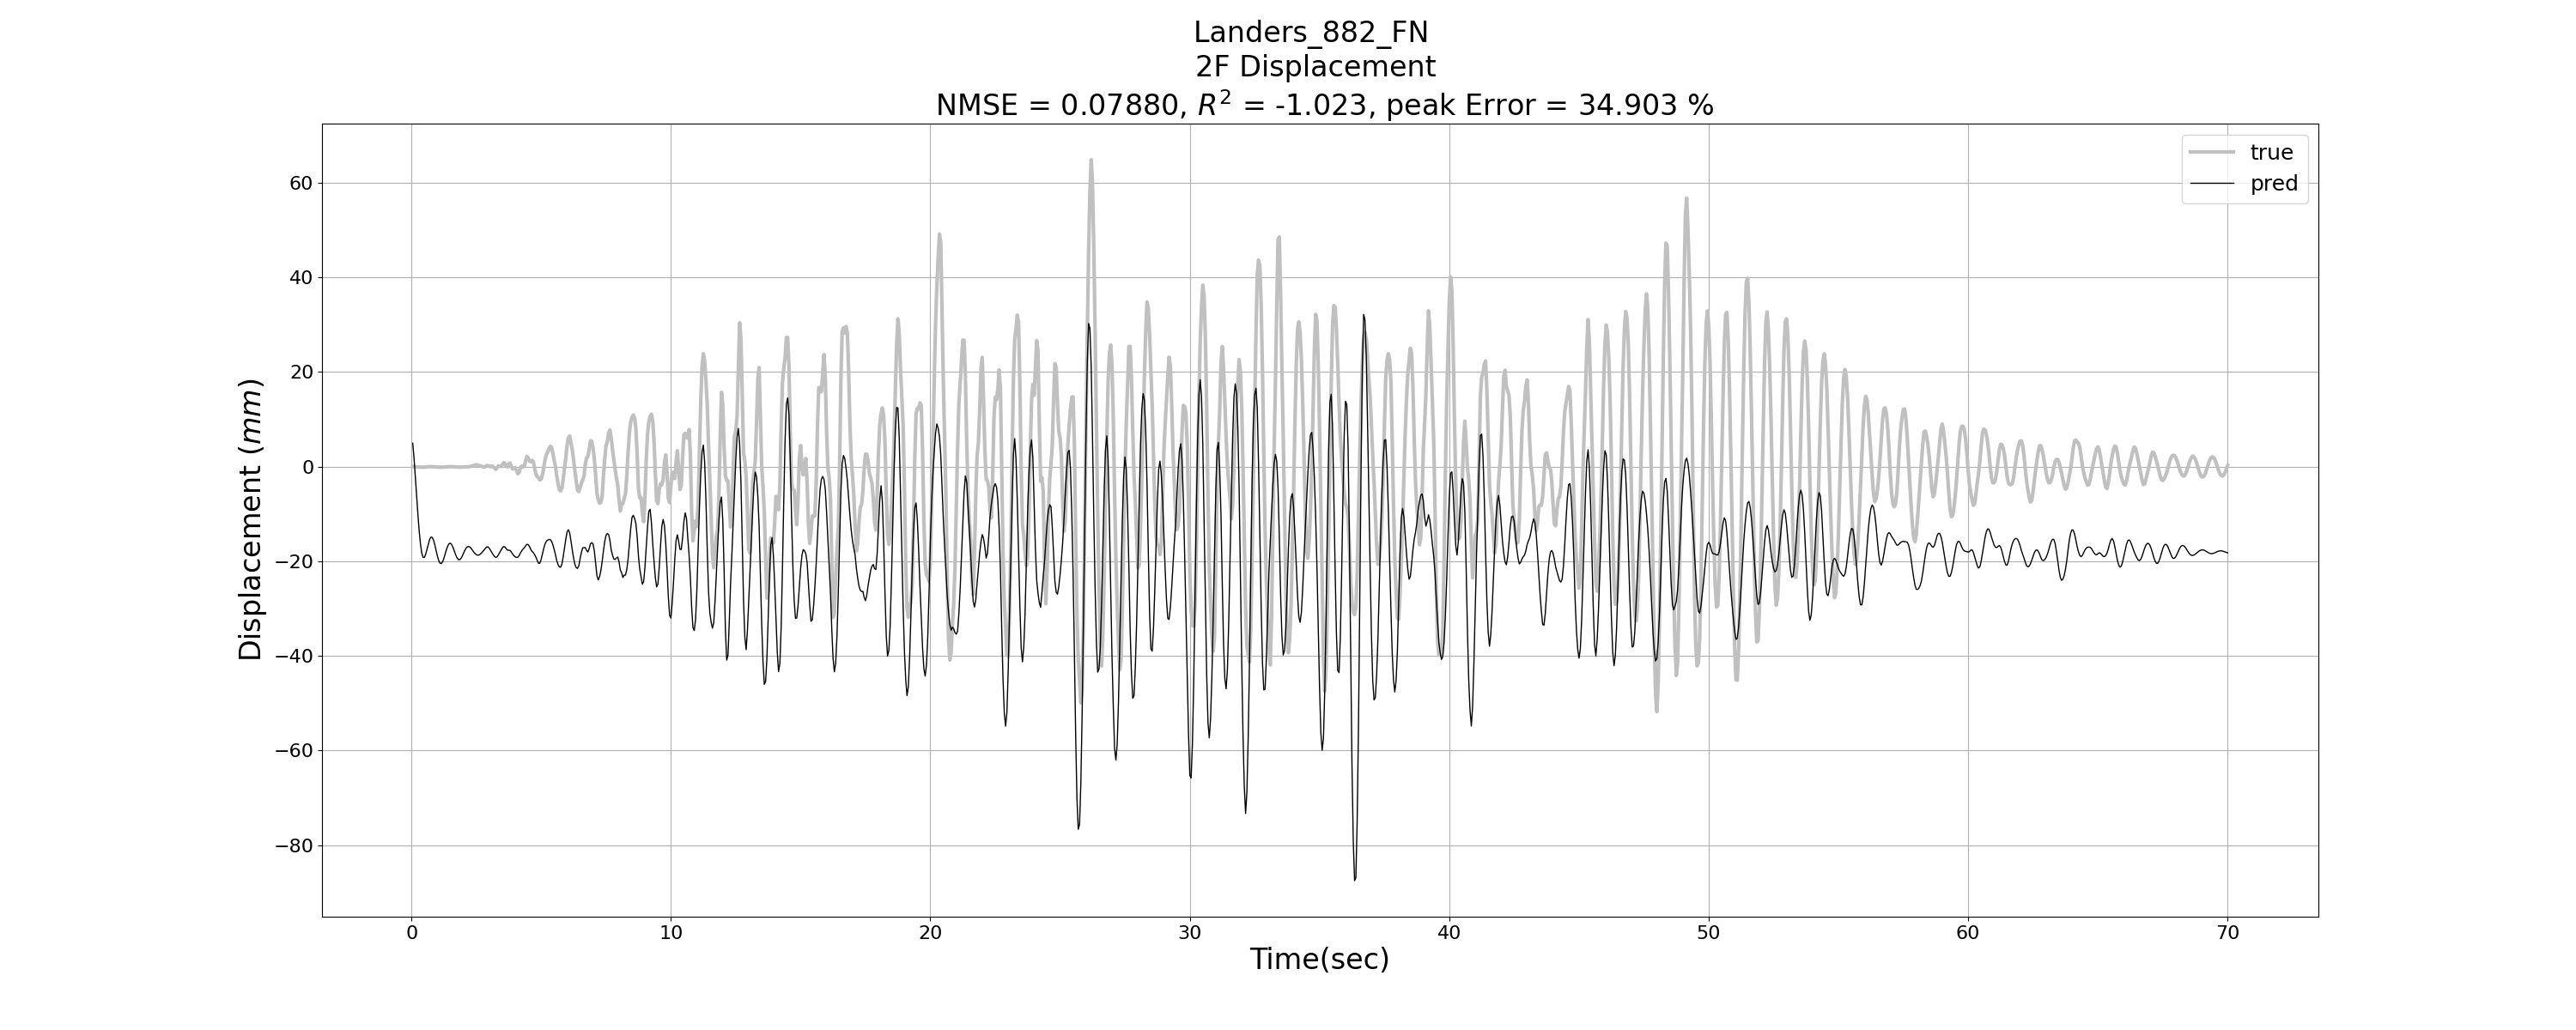 Landers_882_FN
2F Displacement
NMSE = 0.07880, R² = -1.023, peak Error = 34.903 %
true
pred
Displacement (mm)
60
40
20
0
−20
−40
−60
−80
0 10 20 30 40 50 60 70
Time(sec)